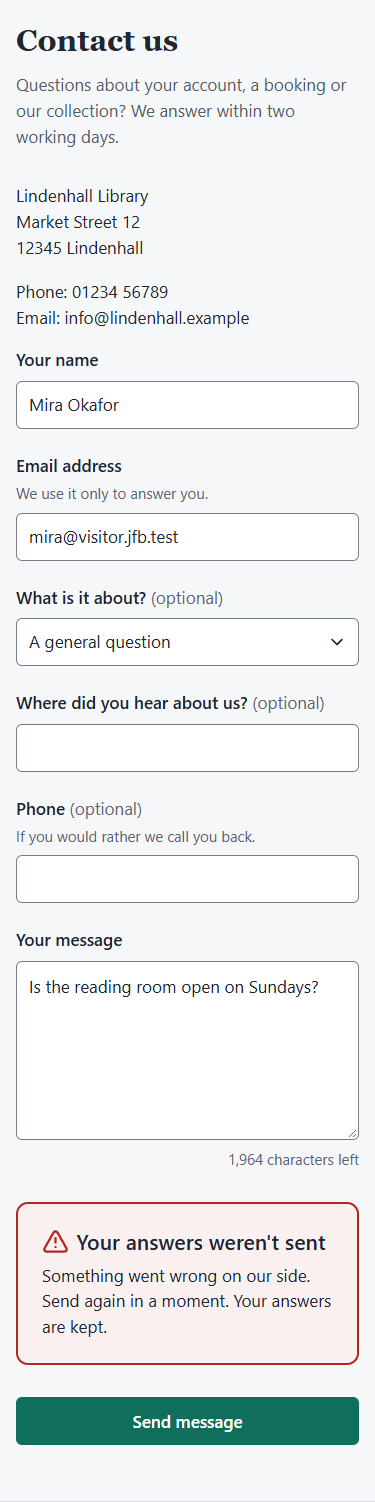 Contact us
Questions about your account, a booking or
our collection? We answer within two
working days.
Lindenhall Library
Market Street 12
12345 Lindenhall
Phone: 01234 56789
Email: info@lindenhall.example
Your name
Mira Okafor
Email address
We use it only to answer you.
mira@visitor.jfb.test
What is it about? (optional)
A general question
Where did you hear about us? (optional)
Phone (optional)
If you would rather we call you back.
Your message
Is the reading room open on Sundays?
1,964 characters left
Your answers weren't sent
Something went wrong on our side.
Send again in a moment. Your answers
are kept.
Send message